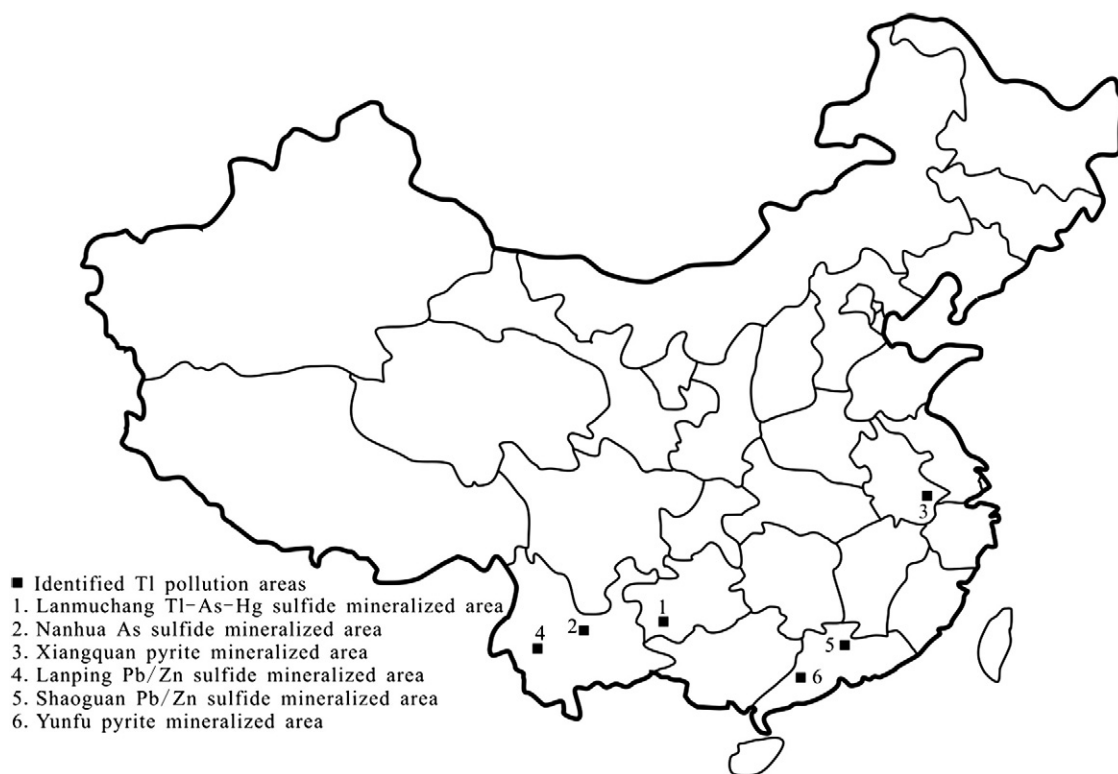 3
1
2
4
5
6
■ Identified Tl pollution areas
1. Lanmuchang Tl-As-Hg sulfide mineralized area
2. Nanhua As sulfide mineralized area
3. Xiangquan pyrite mineralized area
4. Lanping Pb/Zn sulfide mineralized area
5. Shaoguan Pb/Zn sulfide mineralized area
6. Yunfu pyrite mineralized area